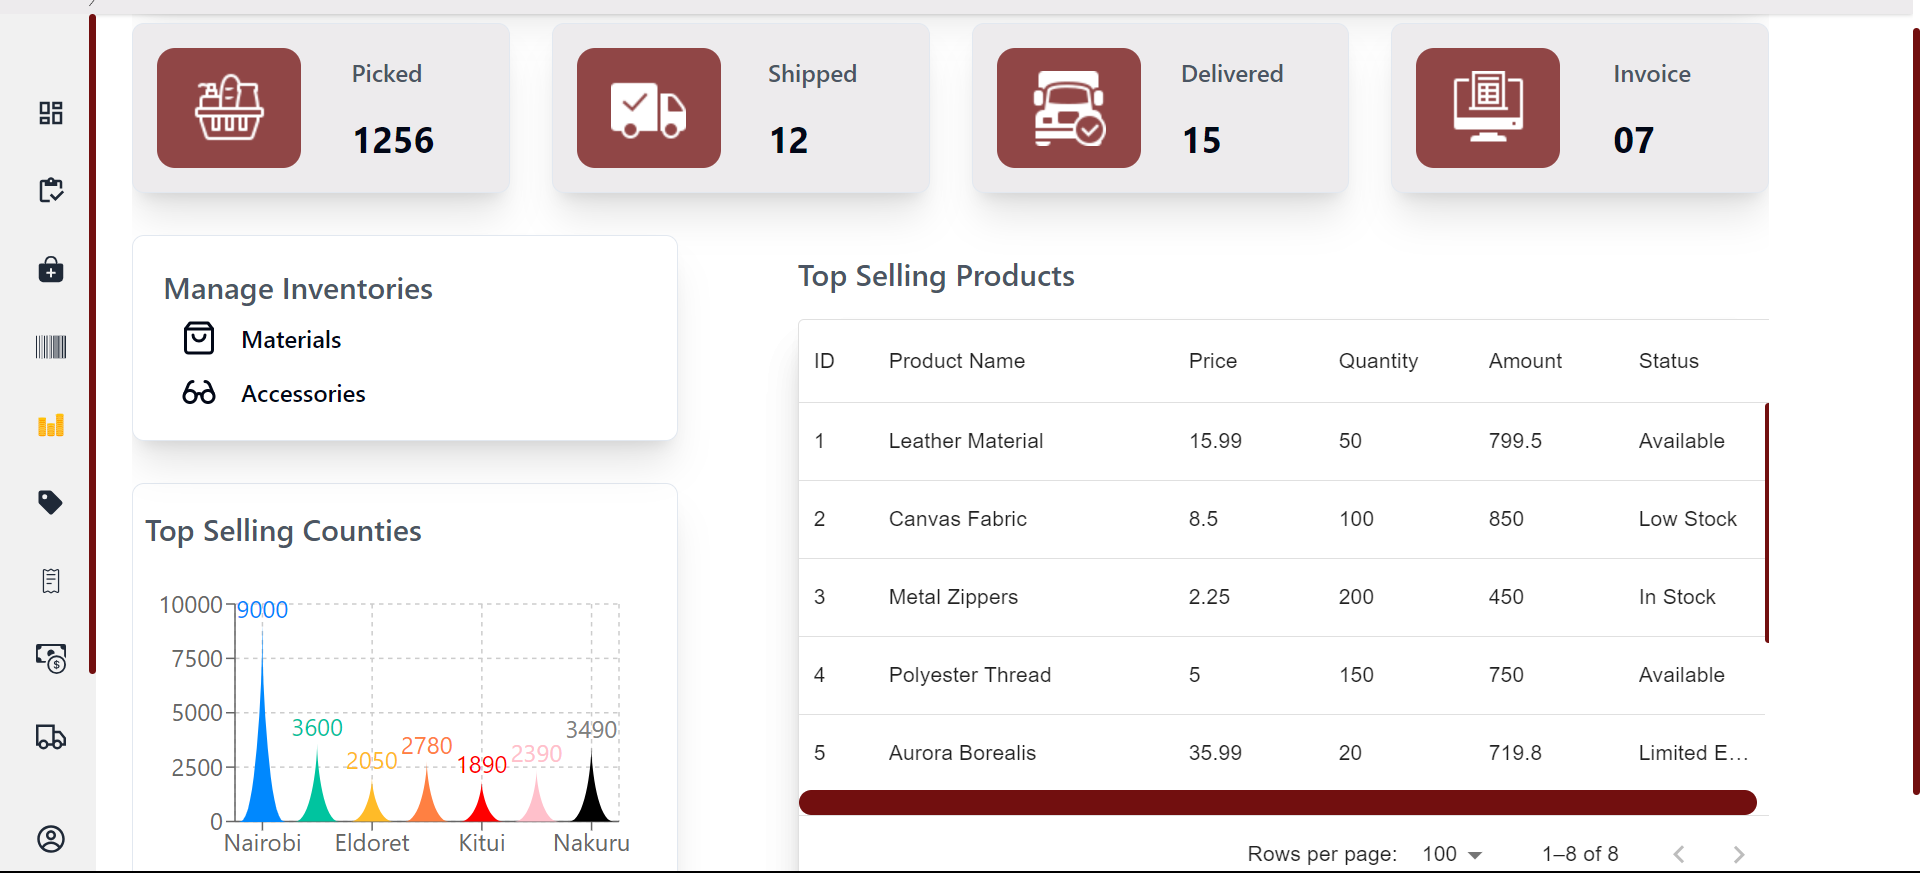 Picked
1256
Shipped
12
Delivered
15
Invoice
07
Manage Inventories
Materials
Accessories
Top Selling Counties
10000
7500
5000
2500
0
9000
3600
2050
2780
1890
2390
3490
Nairobi Eldoret Kitui Nakuru
Top Selling Products
ID Product Name Price Quantity Amount Status
1 Leather Material 15.99 50 799.5 Available
2 Canvas Fabric 8.5 100 850 Low Stock
3 Metal Zippers 2.25 200 450 In Stock
4 Polyester Thread 5 150 750 Available
5 Aurora Borealis 35.99 20 719.8 Limited E...
Rows per page: 100 1–8 of 8